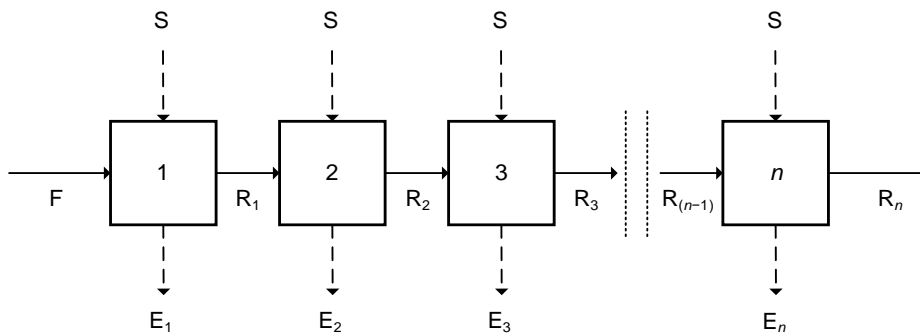 S S S S
1 2 3 n
F R₁ R₂ R₃ R₍ₙ₋₁₎ Rₙ
E₁ E₂ E₃ Eₙ